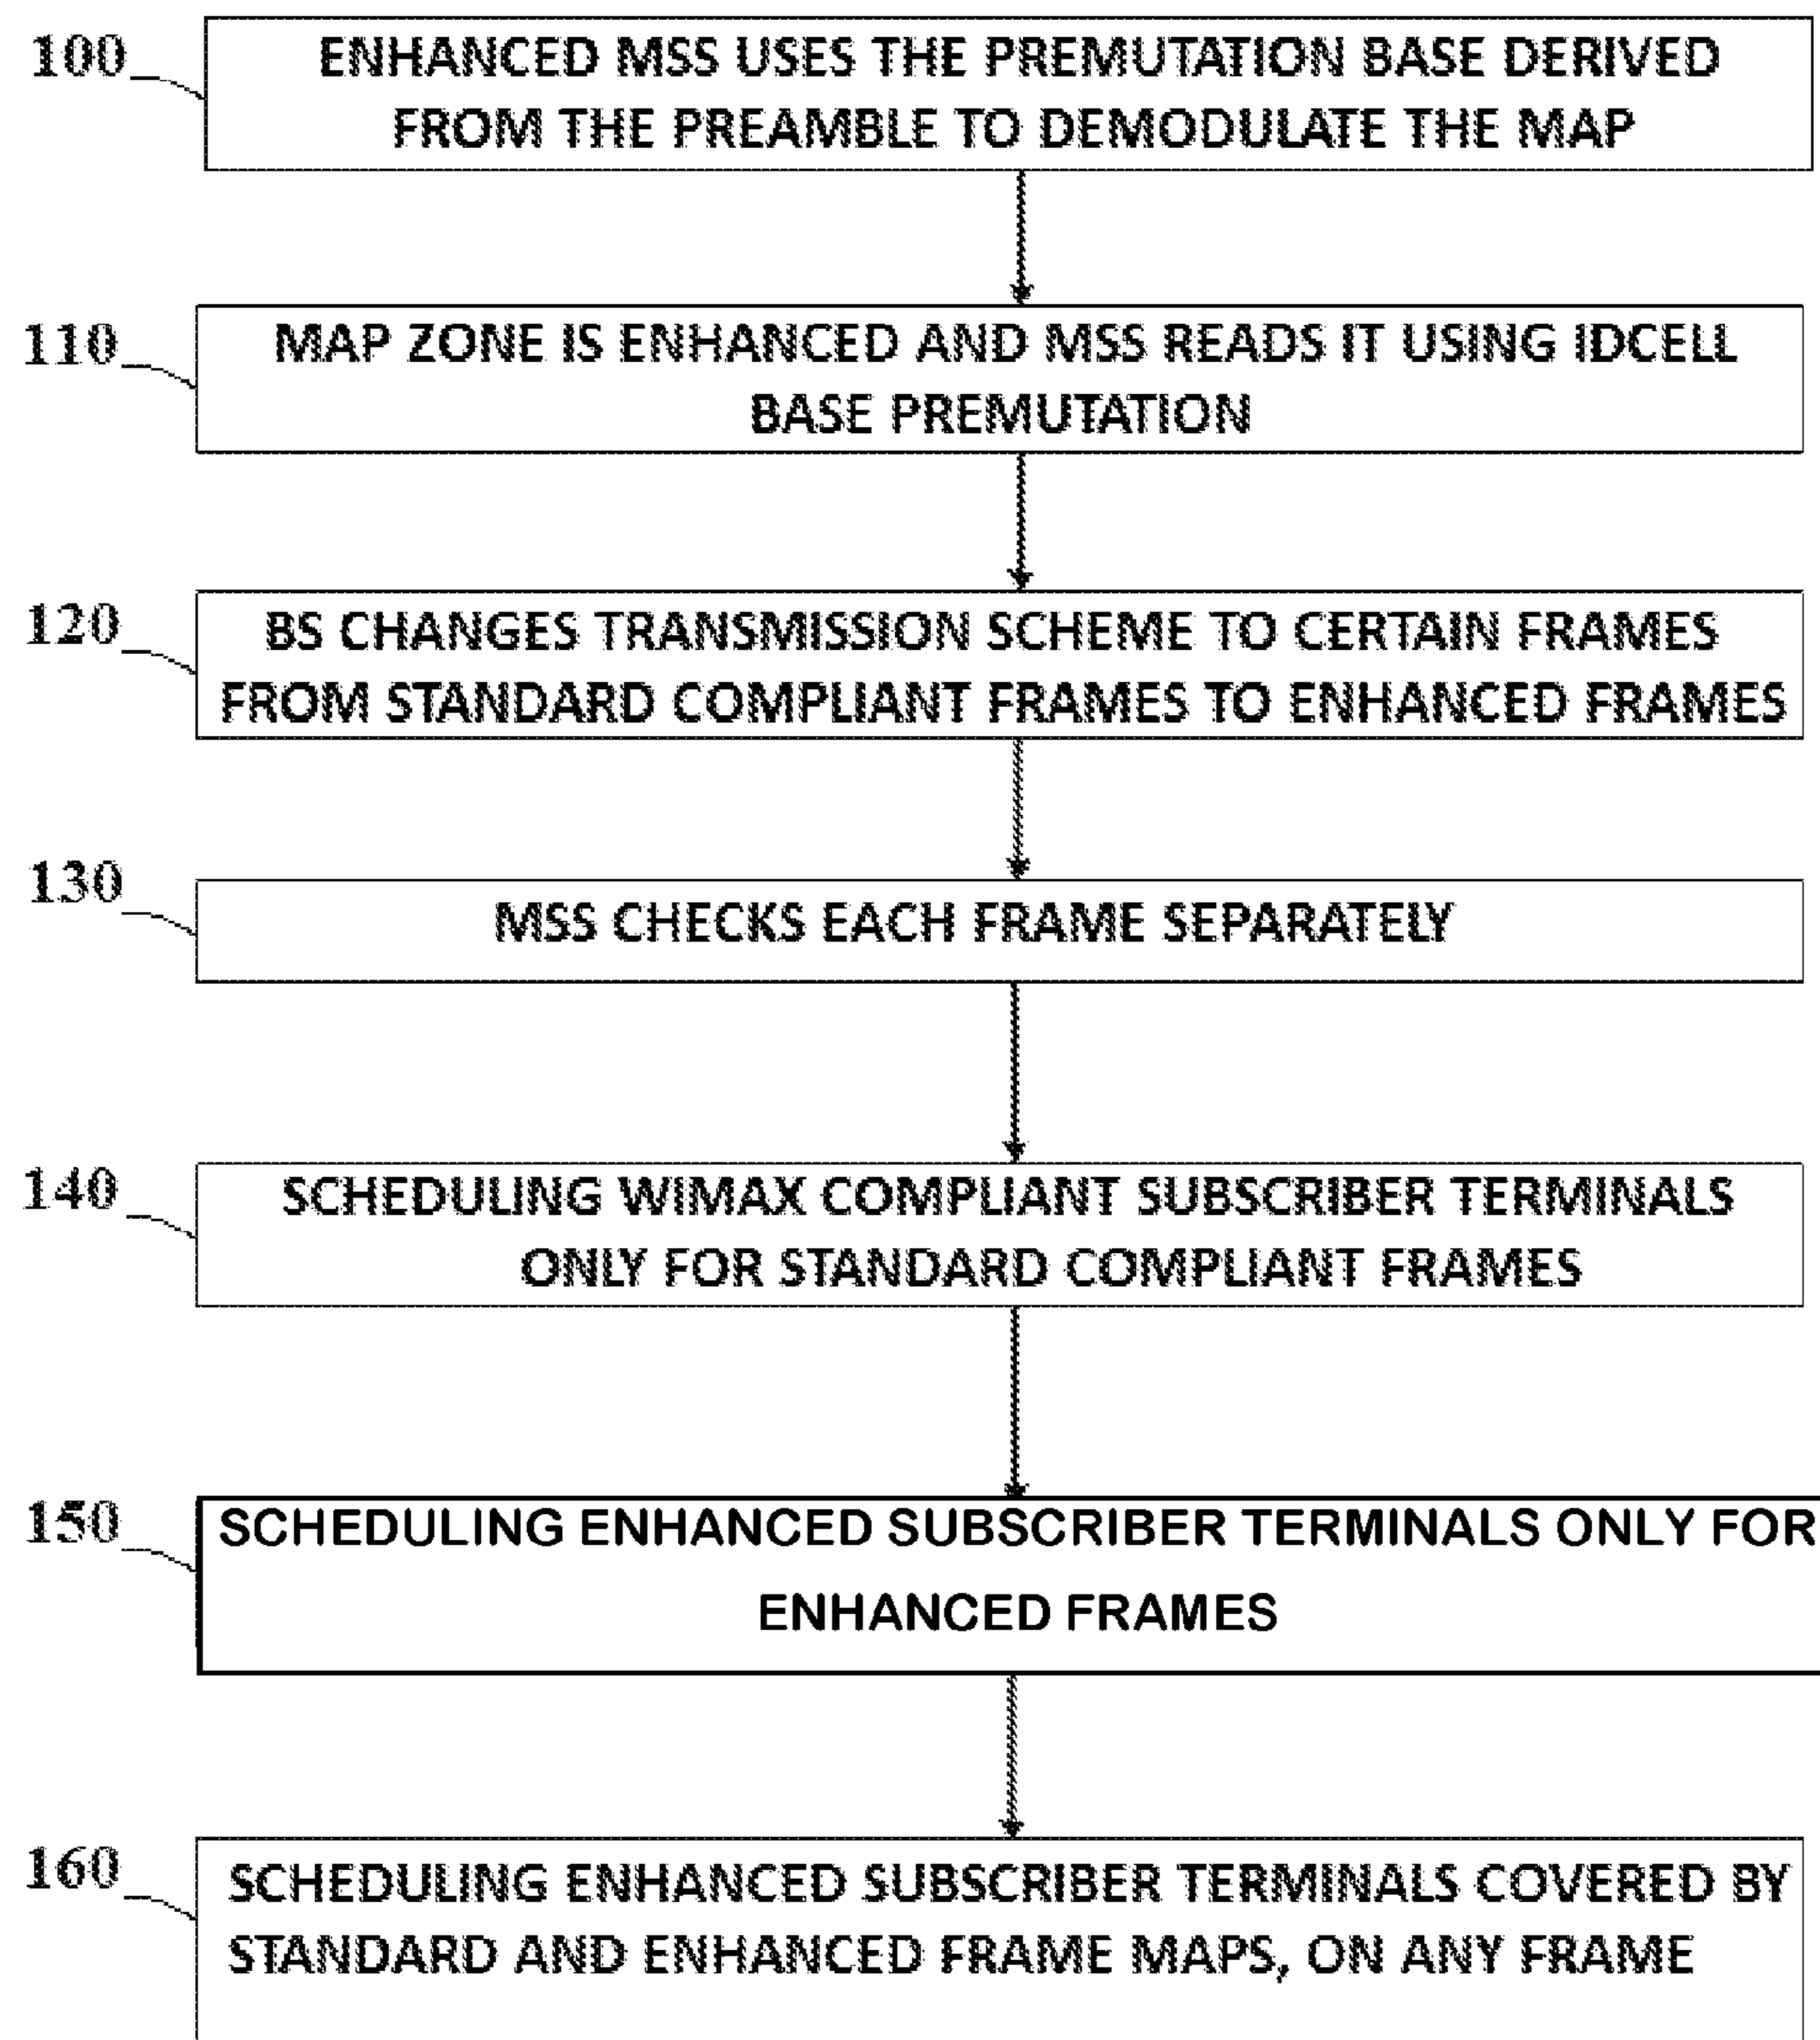 100
ENHANCED MSS USES THE PREMUTATION BASE DERIVED
FROM THE PREAMBLE TO DEMODULATE THE MAP
110
MAP ZONE IS ENHANCED AND MSS READS IT USING IDCELL
BASE PREMUTATION
120
BS CHANGES TRANSMISSION SCHEME TO CERTAIN FRAMES
FROM STANDARD COMPLIANT FRAMES TO ENHANCED FRAMES
130
MSS CHECKS EACH FRAME SEPARATELY
140
SCHEDULING WIMAX COMPLIANT SUBSCRIBER TERMINALS
ONLY FOR STANDARD COMPLIANT FRAMES
150
SCHEDULING ENHANCED SUBSCRIBER TERMINALS ONLY FOR
ENHANCED FRAMES
160
SCHEDULING ENHANCED SUBSCRIBER TERMINALS COVERED BY
STANDARD AND ENHANCED FRAME MAPS, ON ANY FRAME